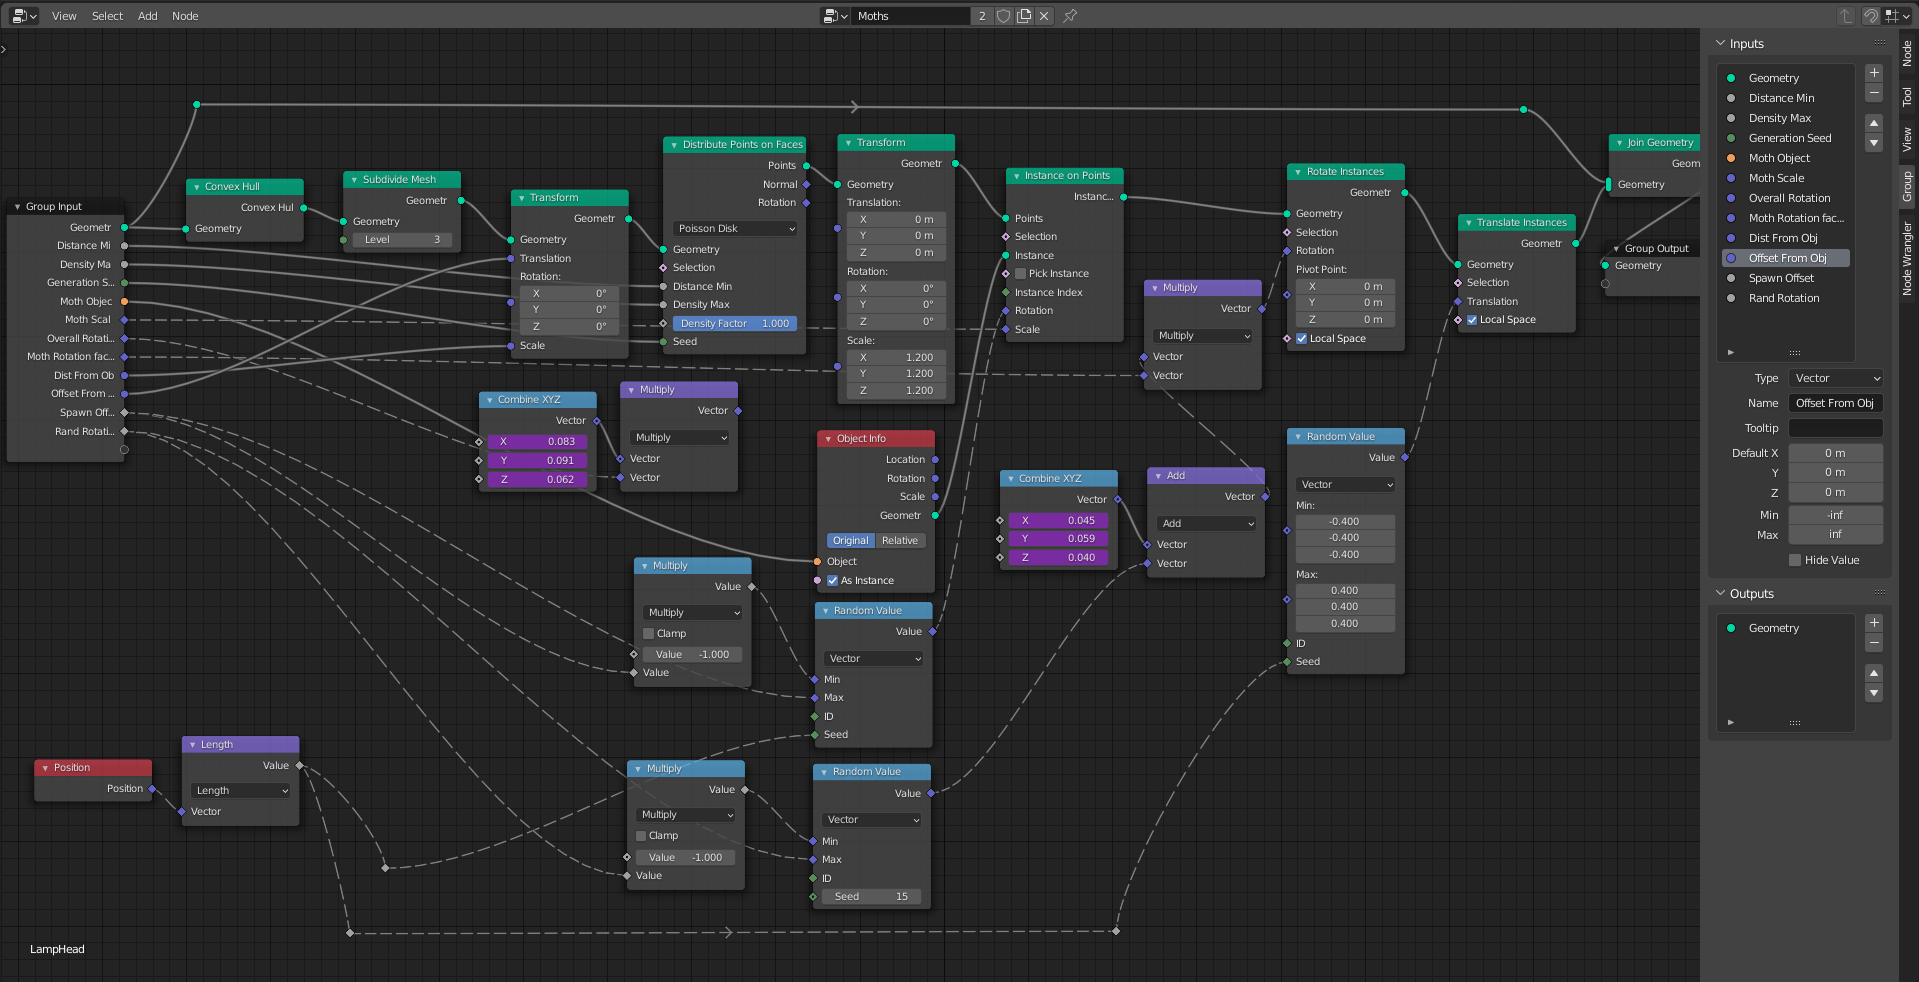 View Select Add Node
Moths 2
Group Input
Geometr
Distance Mi
Density Ma
Generation S...
Moth Objec
Moth Scal
Overall Rotati...
Moth Rotation fac...
Dist From Ob
Offset From ...
Spawn Off...
Rand Rotati...
Convex Hull
Convex Hul
Geometry
Subdivide Mesh
Geometr
Geometry
Level 3
Transform
Geometr
Geometry
Translation
Rotation:
X 0°
Y 0°
Z 0°
Scale
Distribute Points on Faces
Points
Normal
Rotation
Poisson Disk
Geometry
Selection
Distance Min
Density Max
Density Factor 1.000
Seed
Transform
Geometr
Geometry
Translation:
X 0 m
Y 0 m
Z 0 m
Rotation:
X 0°
Y 0°
Z 0°
Scale:
X 1.200
Y 1.200
Z 1.200
Instance on Points
Instanc...
Points
Selection
Instance
Pick Instance
Instance Index
Rotation
Scale
Multiply
Vector
Multiply
Vector
Vector
Rotate Instances
Geometr
Geometry
Selection
Rotation
Pivot Point:
X 0 m
Y 0 m
Z 0 m
Local Space
Translate Instances
Geometr
Geometry
Selection
Translation
Local Space
Join Geometry
Geom
Geometry
Group Output
Geometry
Combine XYZ
Vector
X 0.083
Y 0.091
Z 0.062
Multiply
Vector
Multiply
Vector
Vector
Object Info
Location
Rotation
Scale
Geometr
Original Relative
Object
As Instance
Combine XYZ
Vector
X 0.045
Y 0.059
Z 0.040
Add
Vector
Add
Vector
Vector
Random Value
Value
Vector
Min:
-0.400
-0.400
-0.400
Max:
0.400
0.400
0.400
ID
Seed
Multiply
Value
Multiply
Clamp
Value -1.000
Value
Random Value
Value
Vector
Min
Max
ID
Seed
Position
Position
Length
Value
Length
Vector
Multiply
Value
Multiply
Clamp
Value -1.000
Value
Random Value
Value
Vector
Min
Max
ID
Seed 15
LampHead
Inputs
Geometry
Distance Min
Density Max
Generation Seed
Moth Object
Moth Scale
Overall Rotation
Moth Rotation fac...
Dist From Obj
Offset From Obj
Spawn Offset
Rand Rotation
Type Vector
Name Offset From Obj
Tooltip
Default X 0 m
Y 0 m
Z 0 m
Min -inf
Max inf
Hide Value
Outputs
Geometry
Node
Tool
View
Group
Node Wrangler